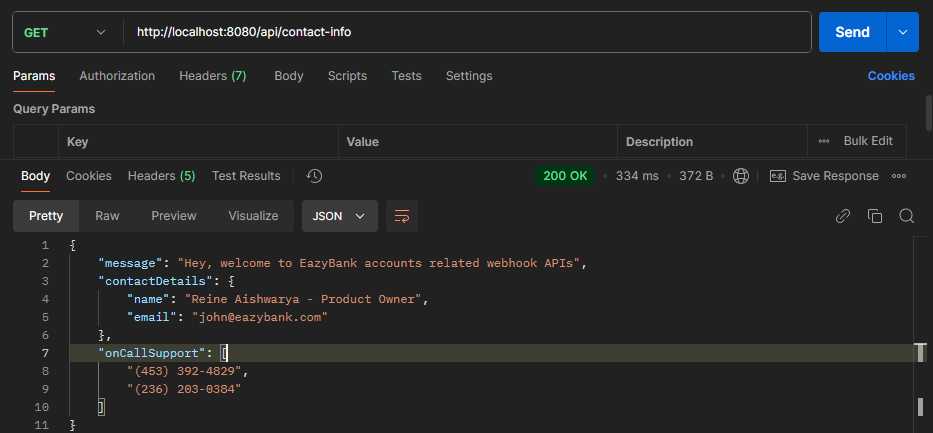 GET http://localhost:8080/api/contact-info Send
Params Authorization Headers (7) Body Scripts Tests Settings Cookies
Query Params
Key Value Description ••• Bulk Edit
Body Cookies Headers (5) Test Results 200 OK • 334 ms • 372 B • e.g. Save Response •••
Pretty Raw Preview Visualize JSON
1 {
2 "message": "Hey, welcome to EazyBank accounts related webhook APIs",
3 "contactDetails": {
4 "name": "Reine Aishwarya - Product Owner",
5 "email": "john@eazybank.com"
6 },
7 "onCallSupport": [
8 "(453) 392-4829",
9 "(236) 203-0384"
10 ]
11 }